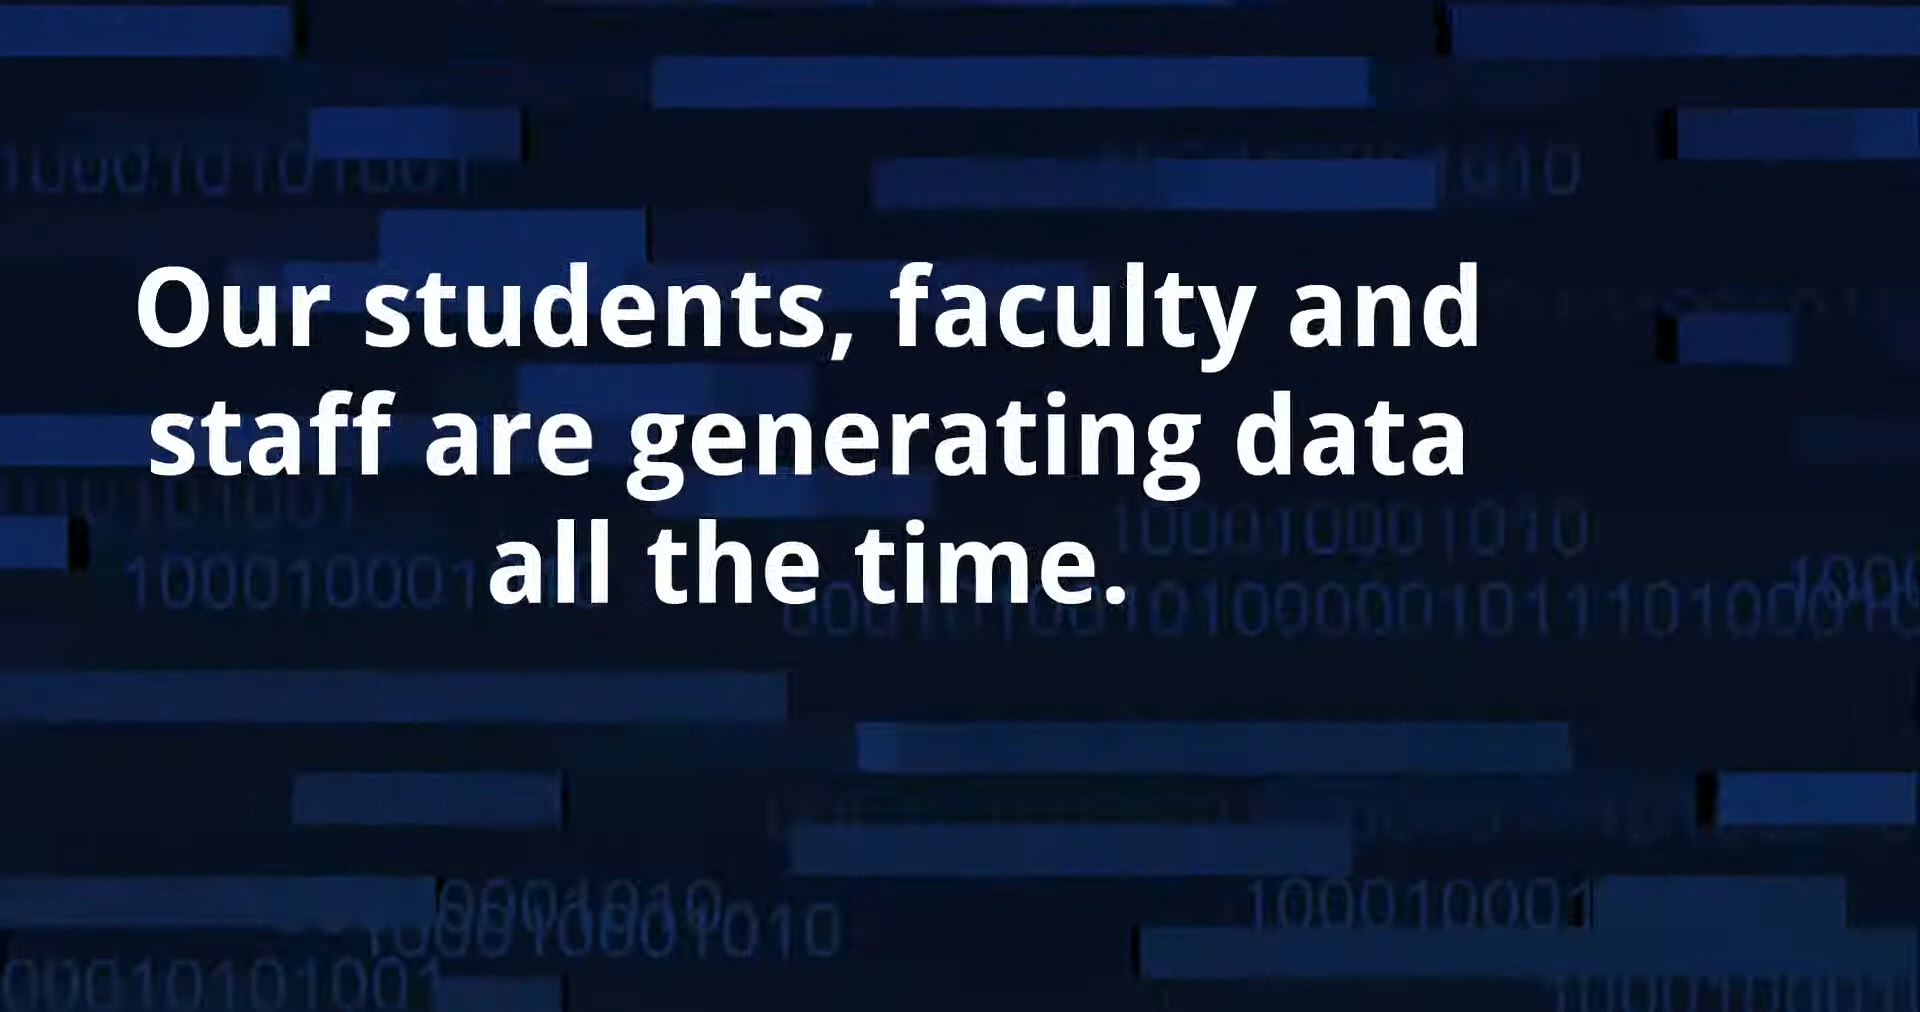 Our students, faculty and
staff are generating data
all the time.